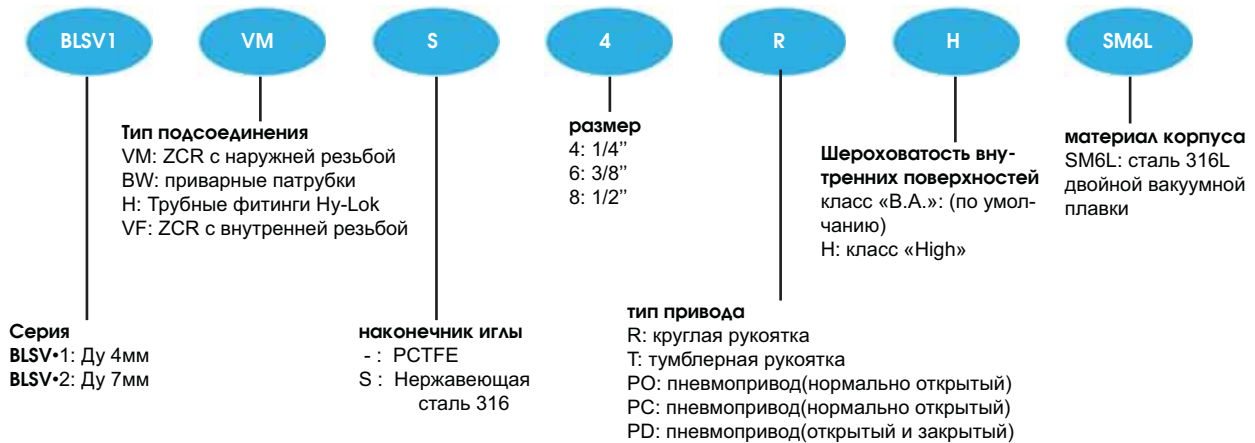 BLSV1 VM S 4 R H SM6L
Тип подсоединения
VM: ZCR с наружней резьбой
BW: приварные патрубки
H: Трубные фитинги Hy-Lok
VF: ZCR с внутренней резьбой
размер
4: 1/4’’
6: 3/8’’
8: 1/2’’
Шероховатость вну-
тренних поверхностей
класс «B.A.»: (по умол-
чанию)
H: класс «High»
материал корпуса
SM6L: сталь 316L
двойной вакуумной
плавки
Серия
BLSV•1: Ду 4мм
BLSV•2: Ду 7мм
наконечник иглы
- : PCTFE
S : Нержавеющая
сталь 316
тип привода
R: круглая рукоятка
T: тумблерная рукоятка
PO: пневмопривод(нормально открытый)
PC: пневмопривод(нормально открытый)
PD: пневмопривод(открытый и закрытый)